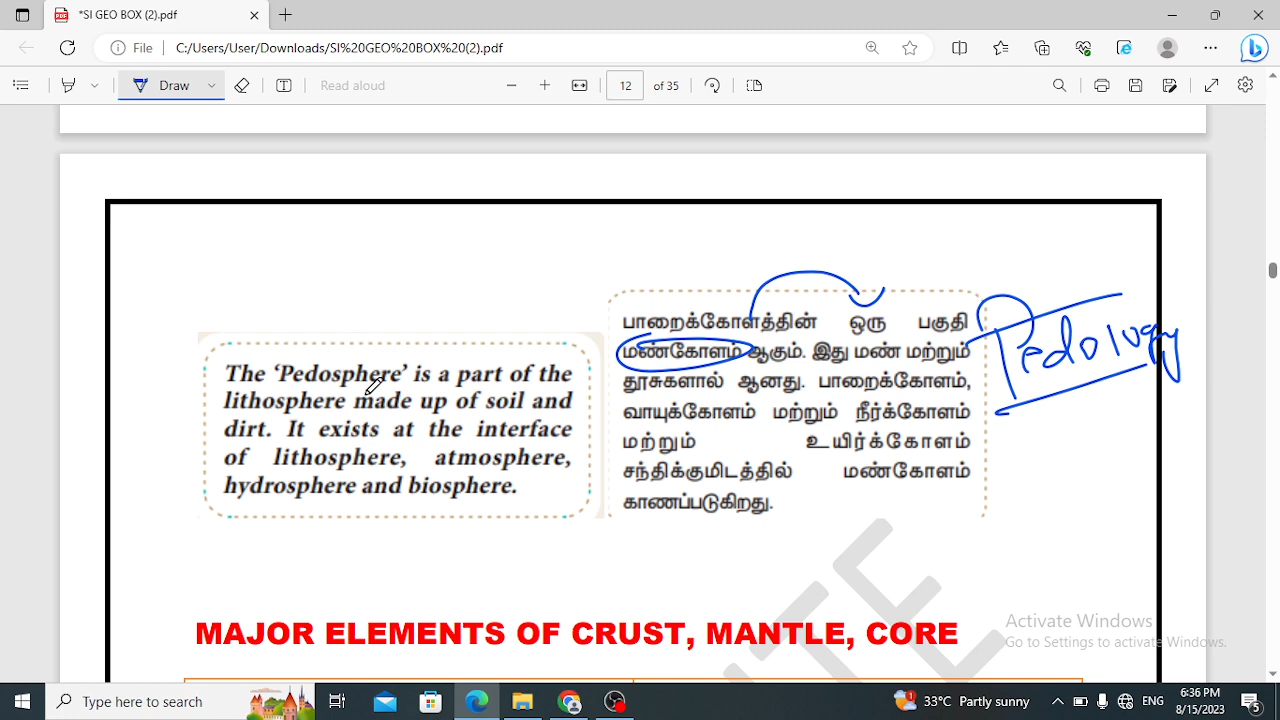 *SI GEO BOX (2).pdf
File
C:/Users/User/Downloads/SI%20GEO%20BOX%20(2).pdf
Draw
Read aloud
12
of 35
The ‘Pedosphere’ is a part of the
lithosphere made up of soil and
dirt. It exists at the interface
of lithosphere, atmosphere,
hydrosphere and biosphere.
பாறைக்கோளத்தின் ஒரு பகுதி
மண்கோளம் ஆகும். இது மண் மற்றும்
தூசுகளால் ஆனது. பாறைக்கோளம்,
வாயுக்கோளம் மற்றும் நீர்க்கோளம்
மற்றும் உயிர்க்கோளம்
சந்திக்குமிடத்தில் மண்கோளம்
காணப்படுகிறது.
Pedology
MAJOR ELEMENTS OF CRUST, MANTLE, CORE
Activate Windows
Go to Settings to activate Windows.
Type here to search
33°C Partly sunny
ENG
6:36 PM
8/15/2023
5